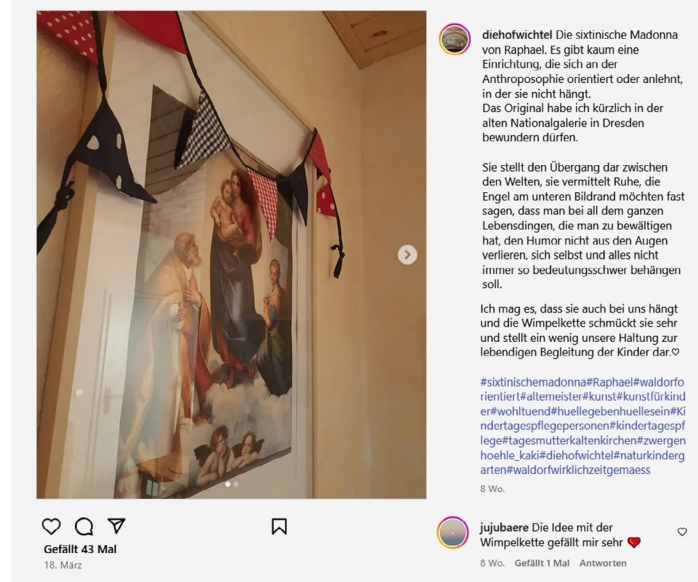 diehofwichtel Die sixtinische Madonna
von Raphael. Es gibt kaum eine
Einrichtung, die sich an der
Anthroposophie orientiert oder anlehnt,
in der sie nicht hängt.
Das Original habe ich kürzlich in der
alten Nationalgalerie in Dresden
bewundern dürfen.
Sie stellt den Übergang dar zwischen
den Welten, sie vermittelt Ruhe, die
Engel am unteren Bildrand möchten fast
sagen, dass man bei all dem ganzen
Lebensdingen, die man zu bewältigen
hat, den Humor nicht aus den Augen
verlieren, sich selbst und alles nicht
immer so bedeutungsschwer behängen
soll.
Ich mag es, dass sie auch bei uns hängt
und die Wimpelkette schmückt sie sehr
und stellt ein wenig unsere Haltung zur
lebendigen Begleitung der Kinder dar.♡
#sixtinischemadonna#Raphael#waldorfo
rientiert#altemeister#kunst#kunstfürkind
er#wohltuend#huellegebenhuellesein#Ki
ndertagespflegepersonen#kindertagespf
lege#tagesmutterkaltenkirchen#zwergen
hoehle_kaki#diehofwichtel#naturkinderg
arten#waldorfwirklichzeitgemaess
8 Wo.
jujubaere Die Idee mit der
Wimpelkette gefällt mir sehr ❤️
8 Wo. Gefällt 1 Mal Antworten
Gefällt 43 Mal
18. März